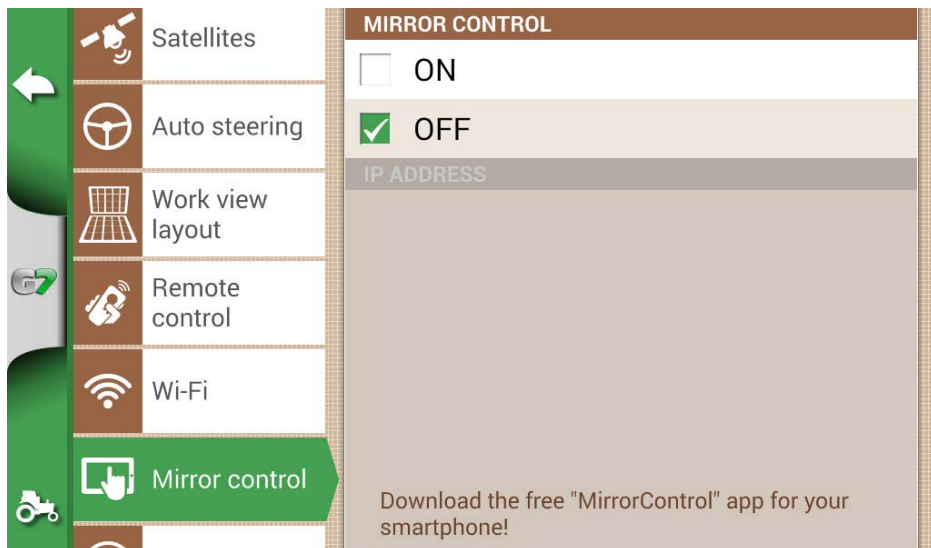 Satellites
Auto steering
Work view
layout
Remote
control
Wi-Fi
Mirror control
G7
MIRROR CONTROL
ON
OFF
IP ADDRESS
Download the free "MirrorControl" app for your
smartphone!